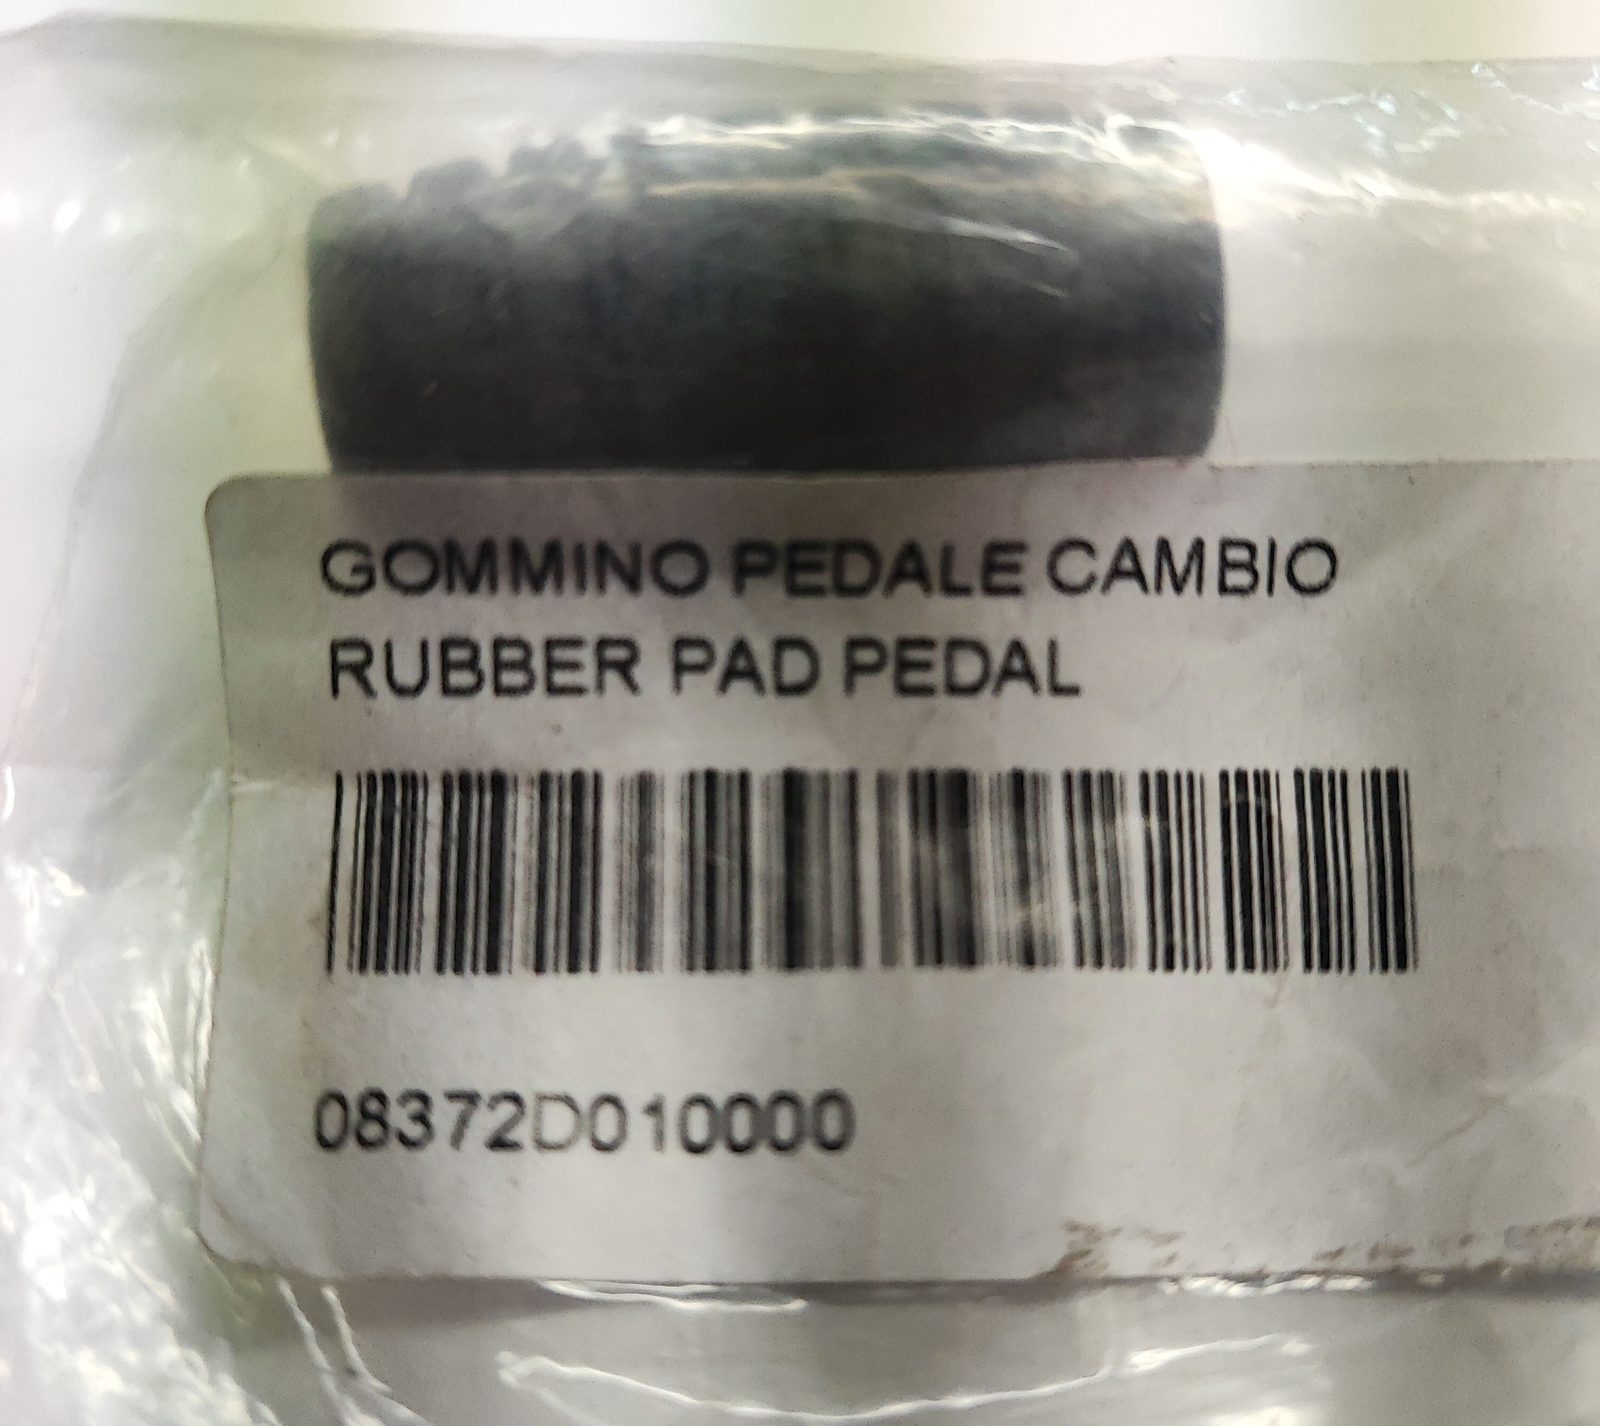 GOMMINO PEDALE CAMBIO
RUBBER PAD PEDAL
08372D010000